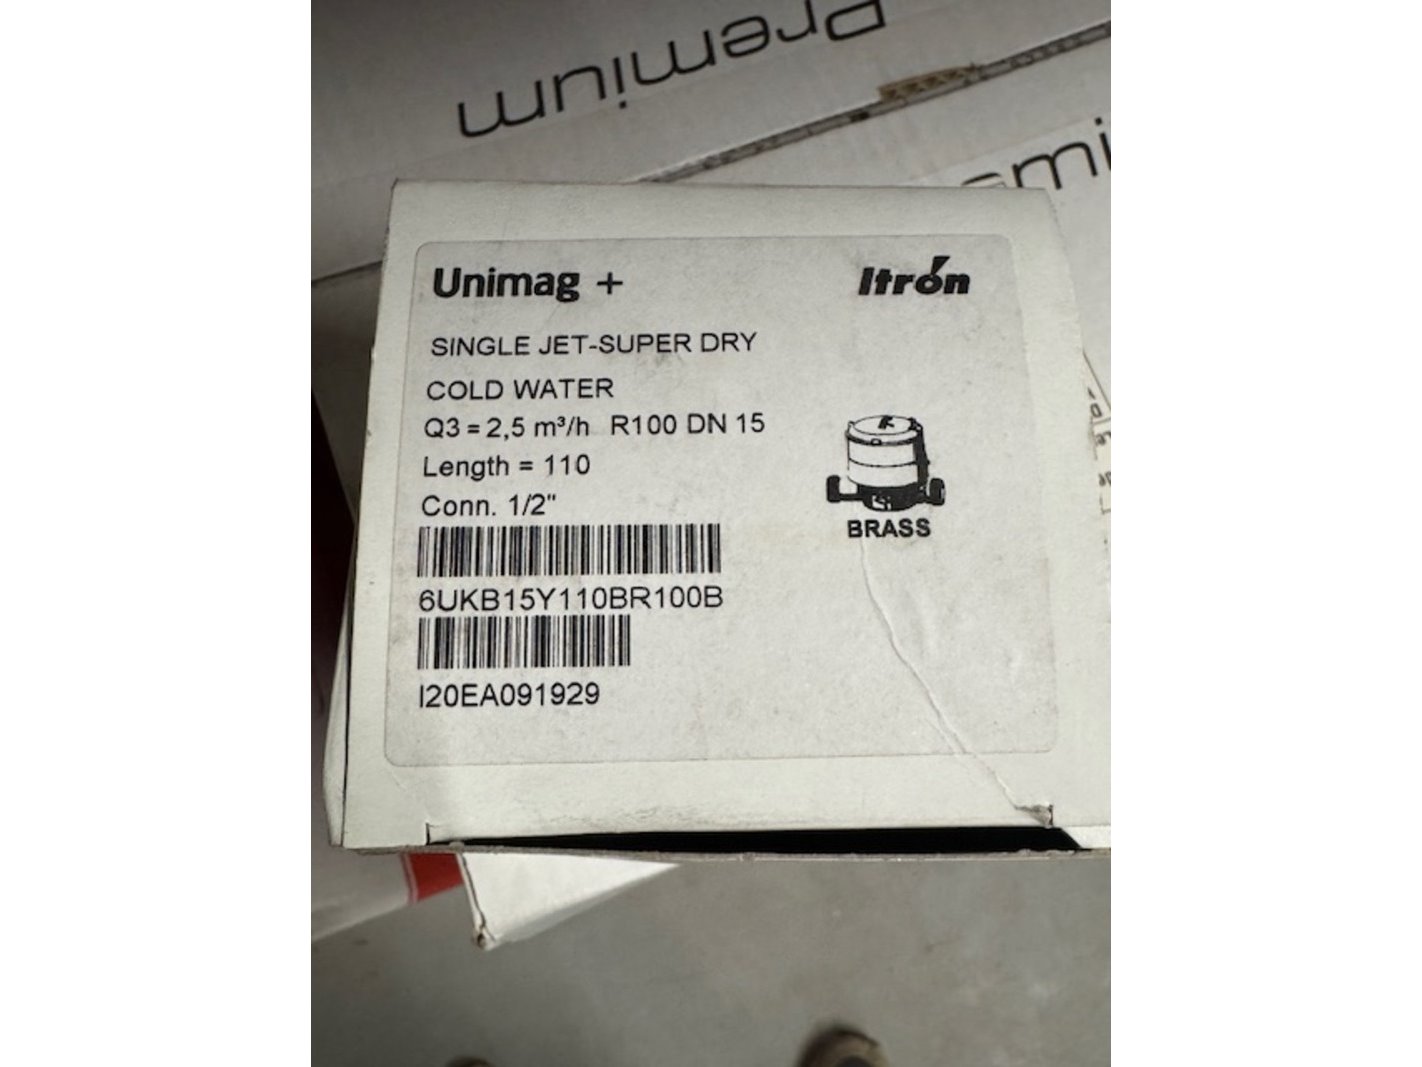 Premium
Unimag +
Itrón
SINGLE JET-SUPER DRY
COLD WATER
Q3 = 2,5 m³/h R100 DN 15
Length = 110
Conn. 1/2"
BRASS
6UKB15Y110BR100B
I20EA091929